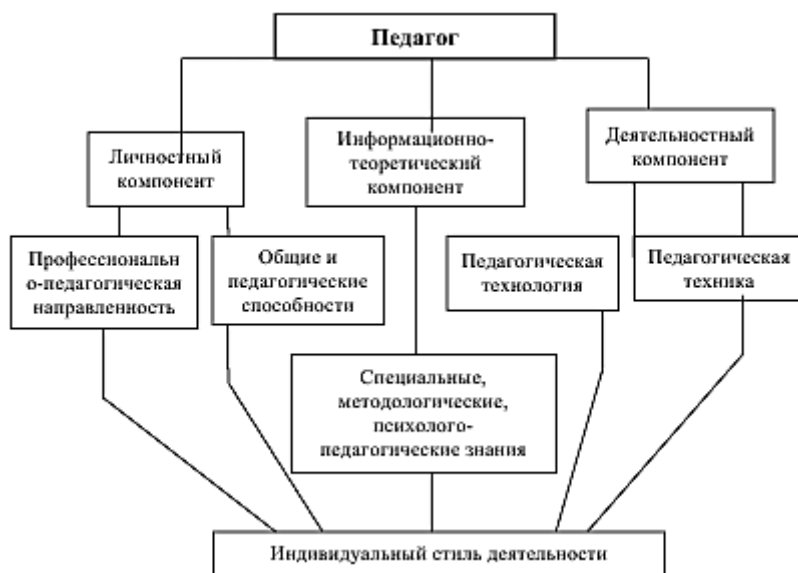 Педагог
Личностный
компонент
Информационно-
теоретический
компонент
Деятельностный
компонент
Профессиональн
о-педагогическая
направленность
Общие и
педагогические
способности
Педагогическая
технология
Педагогическая
техника
Специальные,
методологические,
психолого-
педагогические знания
Индивидуальный стиль деятельности